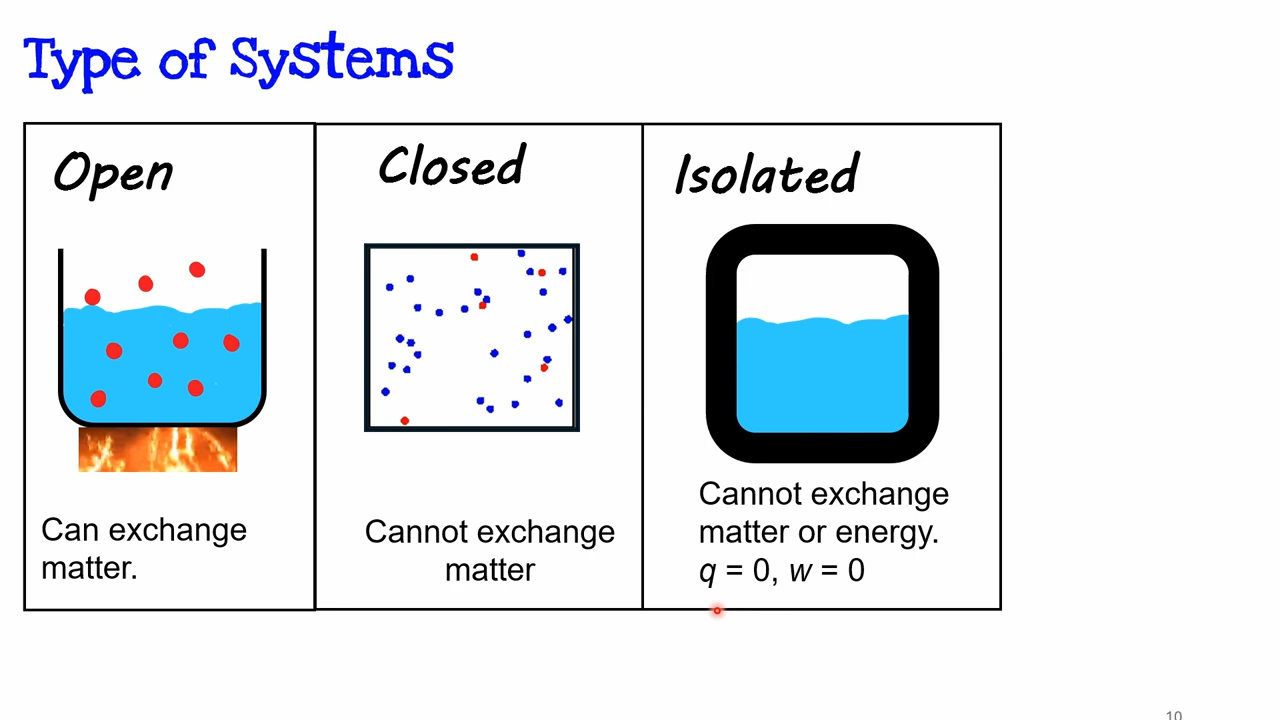 Type of Systems
Open
Can exchange
matter.
Closed
Cannot exchange
matter
Isolated
Cannot exchange
matter or energy.
q = 0, w = 0
10